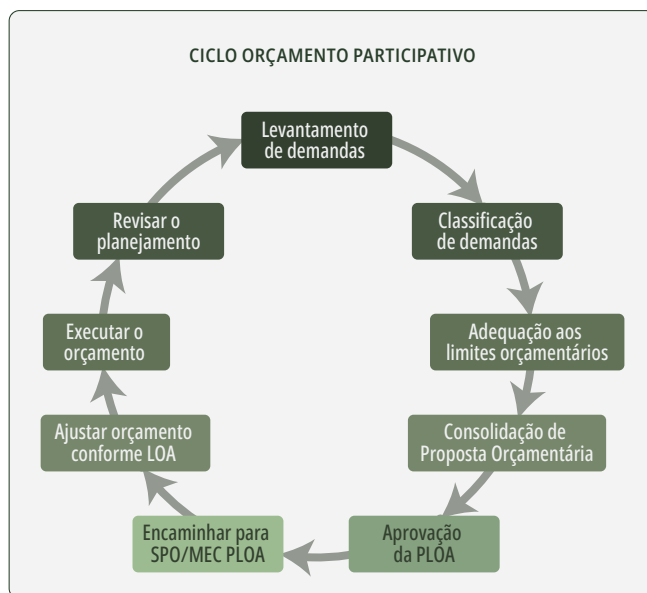 CICLO ORÇAMENTO PARTICIPATIVO
Levantamento
de demandas
Classificação
de demandas
Adequação aos
limites orçamentários
Consolidação de
Proposta Orçamentária
Aprovação
da PLOA
Encaminhar para
SPO/MEC PLOA
Ajustar orçamento
conforme LOA
Executar o
orçamento
Revisar o
planejamento